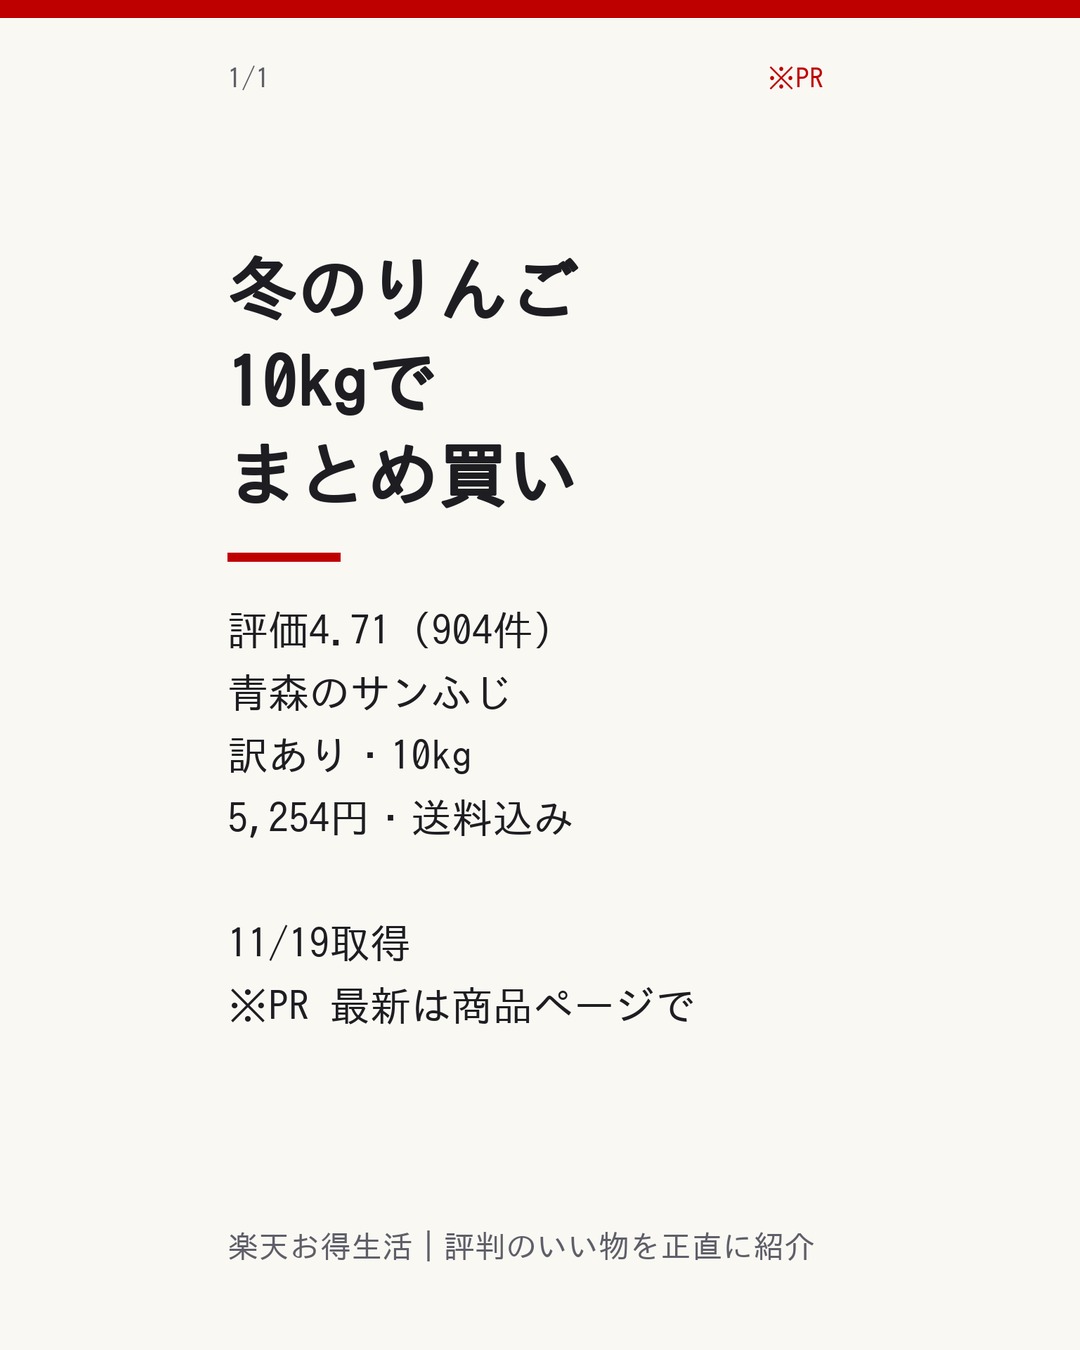 1/1
※PR
冬のりんご
10kgで
まとめ買い
評価4.71（904件）
青森のサンふじ
訳あり・10kg
5,254円・送料込み
11/19取得
※PR 最新は商品ページで
楽天お得生活｜評判のいい物を正直に紹介